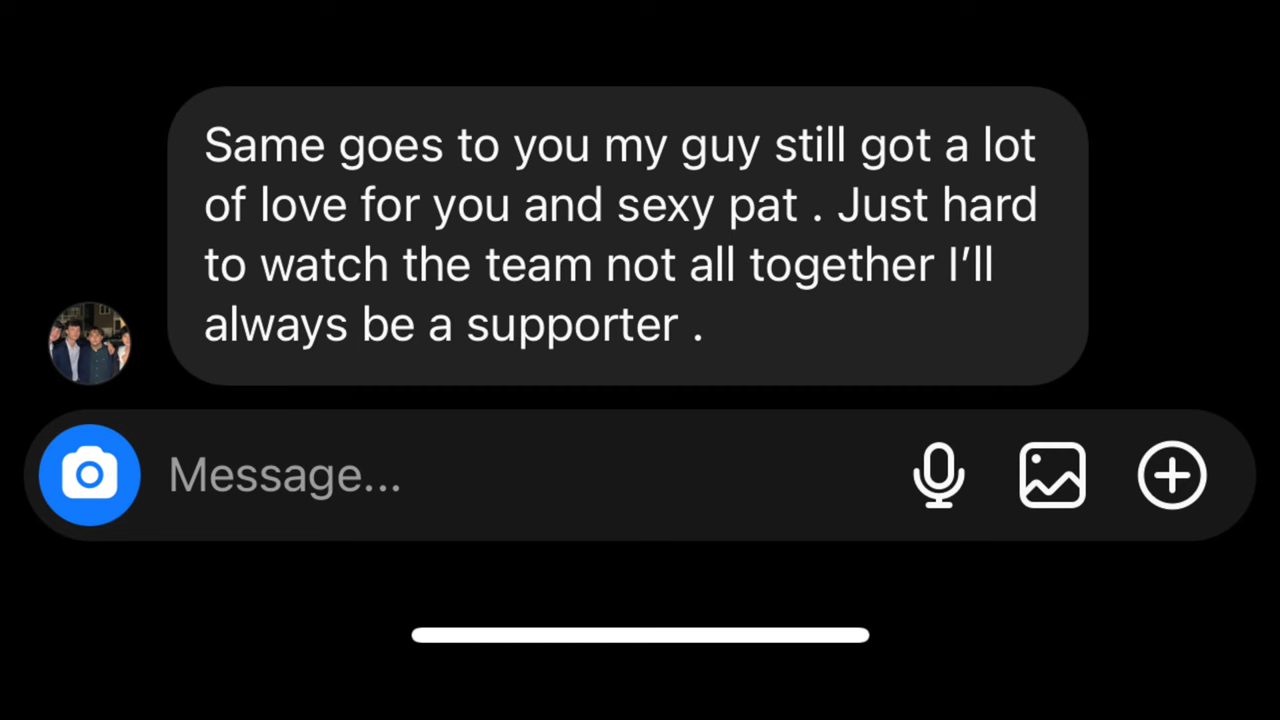 Same goes to you my guy still got a lot
of love for you and sexy pat . Just hard
to watch the team not all together I’ll
always be a supporter .
Message...